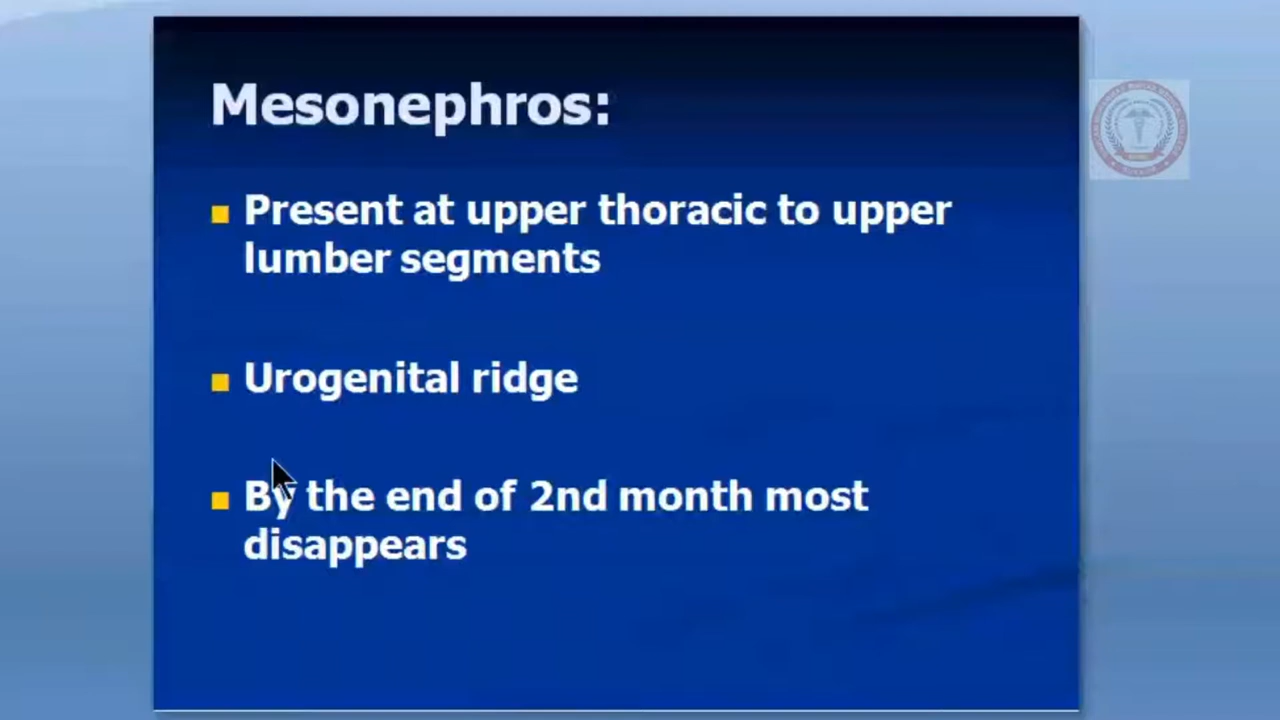 Mesonephros:
Present at upper thoracic to upper
lumber segments
Urogenital ridge
By the end of 2nd month most
disappears